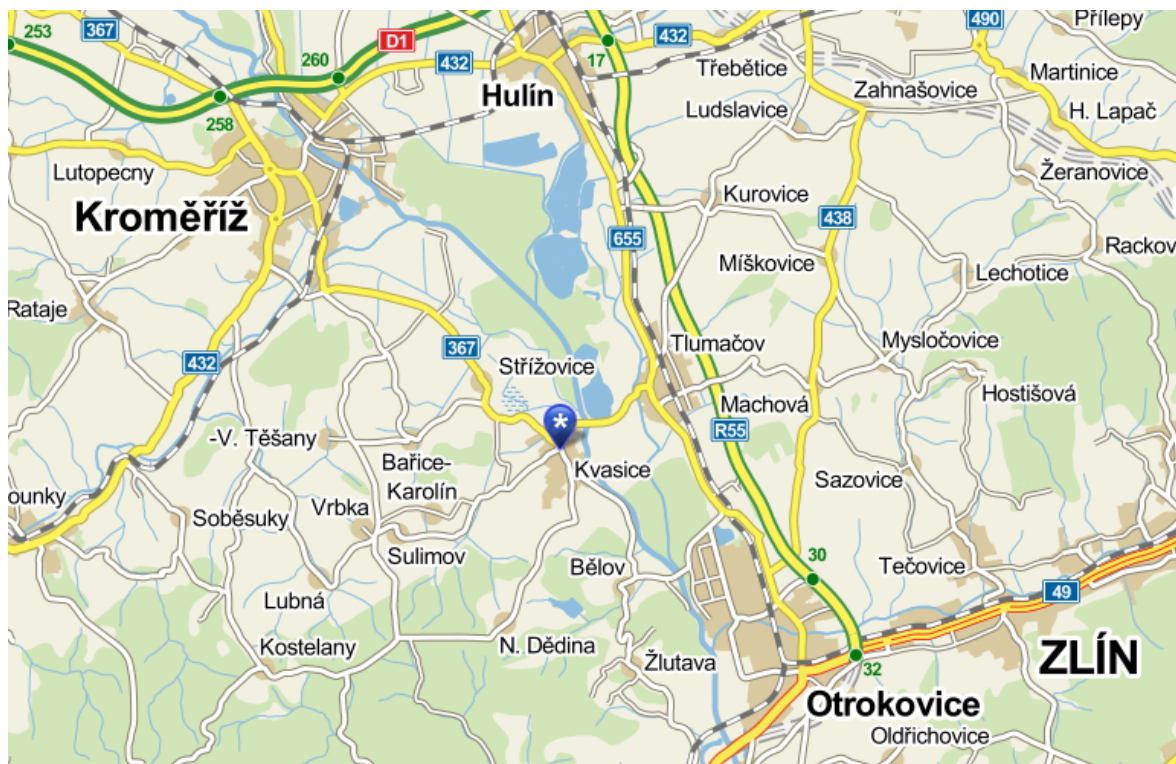 253
367
490
Přílepy
D1
260
432
432
17
Třebětice
Martinice
Zahnašovice
Hulín
258
Ludslavice
H. Lapač
Lutopecny
Žeranovice
Kurovice
Kroměříž
438
655
Rackov
Míškovice
Lechotice
Rataje
Tlumačov
Mysločovice
367
432
Střížovice
Hostišová
Machová
*
R55
-V. Těšany
Bařice-
Karolín
Kvasice
Sazovice
ounky
Vrbka
Soběsuky
Sulimov
30
Bělov
Tečovice
49
Lubná
N. Dědina
Kostelany
Žlutava
ZLÍN
32
Otrokovice
Oldřichovice